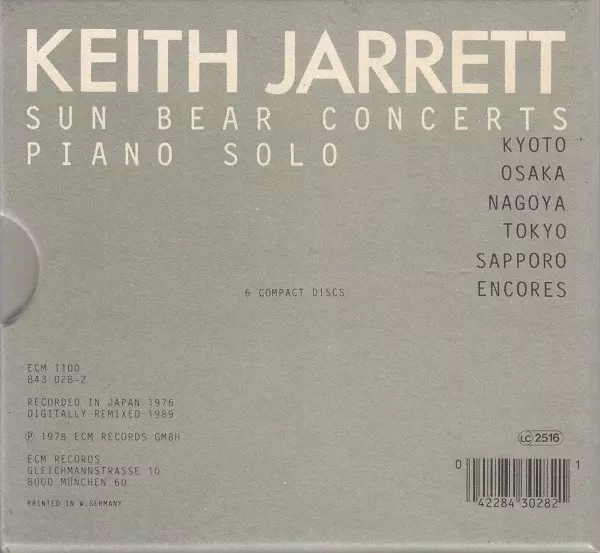 KEITH JARRETT
SUN BEAR CONCERTS
PIANO SOLO
KYOTO
OSAKA
NAGOYA
TOKYO
SAPPORO
ENCORES
6 COMPACT DISCS
ECM 1100
843 028-2
RECORDED IN JAPAN 1976
DIGITALLY REMIXED 1989
℗ 1978 ECM RECORDS GMBH
ECM RECORDS
GLEICHMANNSTRASSE 10
8000 MÜNCHEN 60
PRINTED IN W.GERMANY
LC 2516
0 42284 30282 1